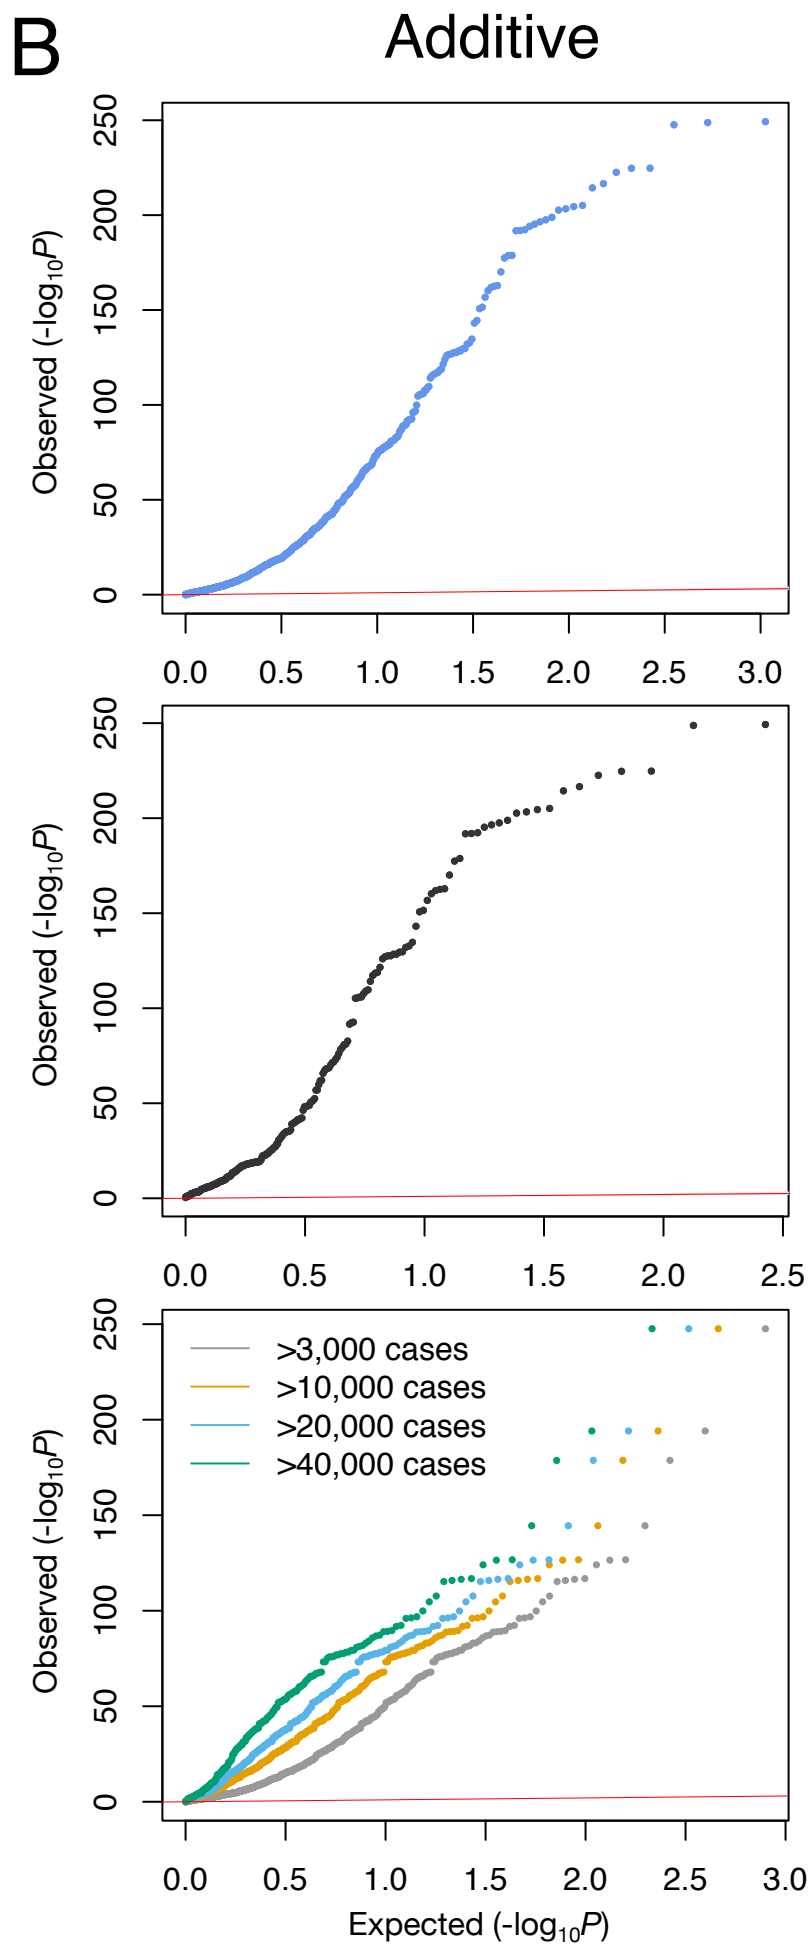 B
Additive
250
200
150
100
50
0
Observed (-log10P)
0.0 0.5 1.0 1.5 2.0 2.5 3.0
250
200
150
100
50
0
Observed (-log10P)
0.0 0.5 1.0 1.5 2.0 2.5
250
200
150
100
50
0
Observed (-log10P)
>3,000 cases
>10,000 cases
>20,000 cases
>40,000 cases
0.0 0.5 1.0 1.5 2.0 2.5 3.0
Expected (-log10P)